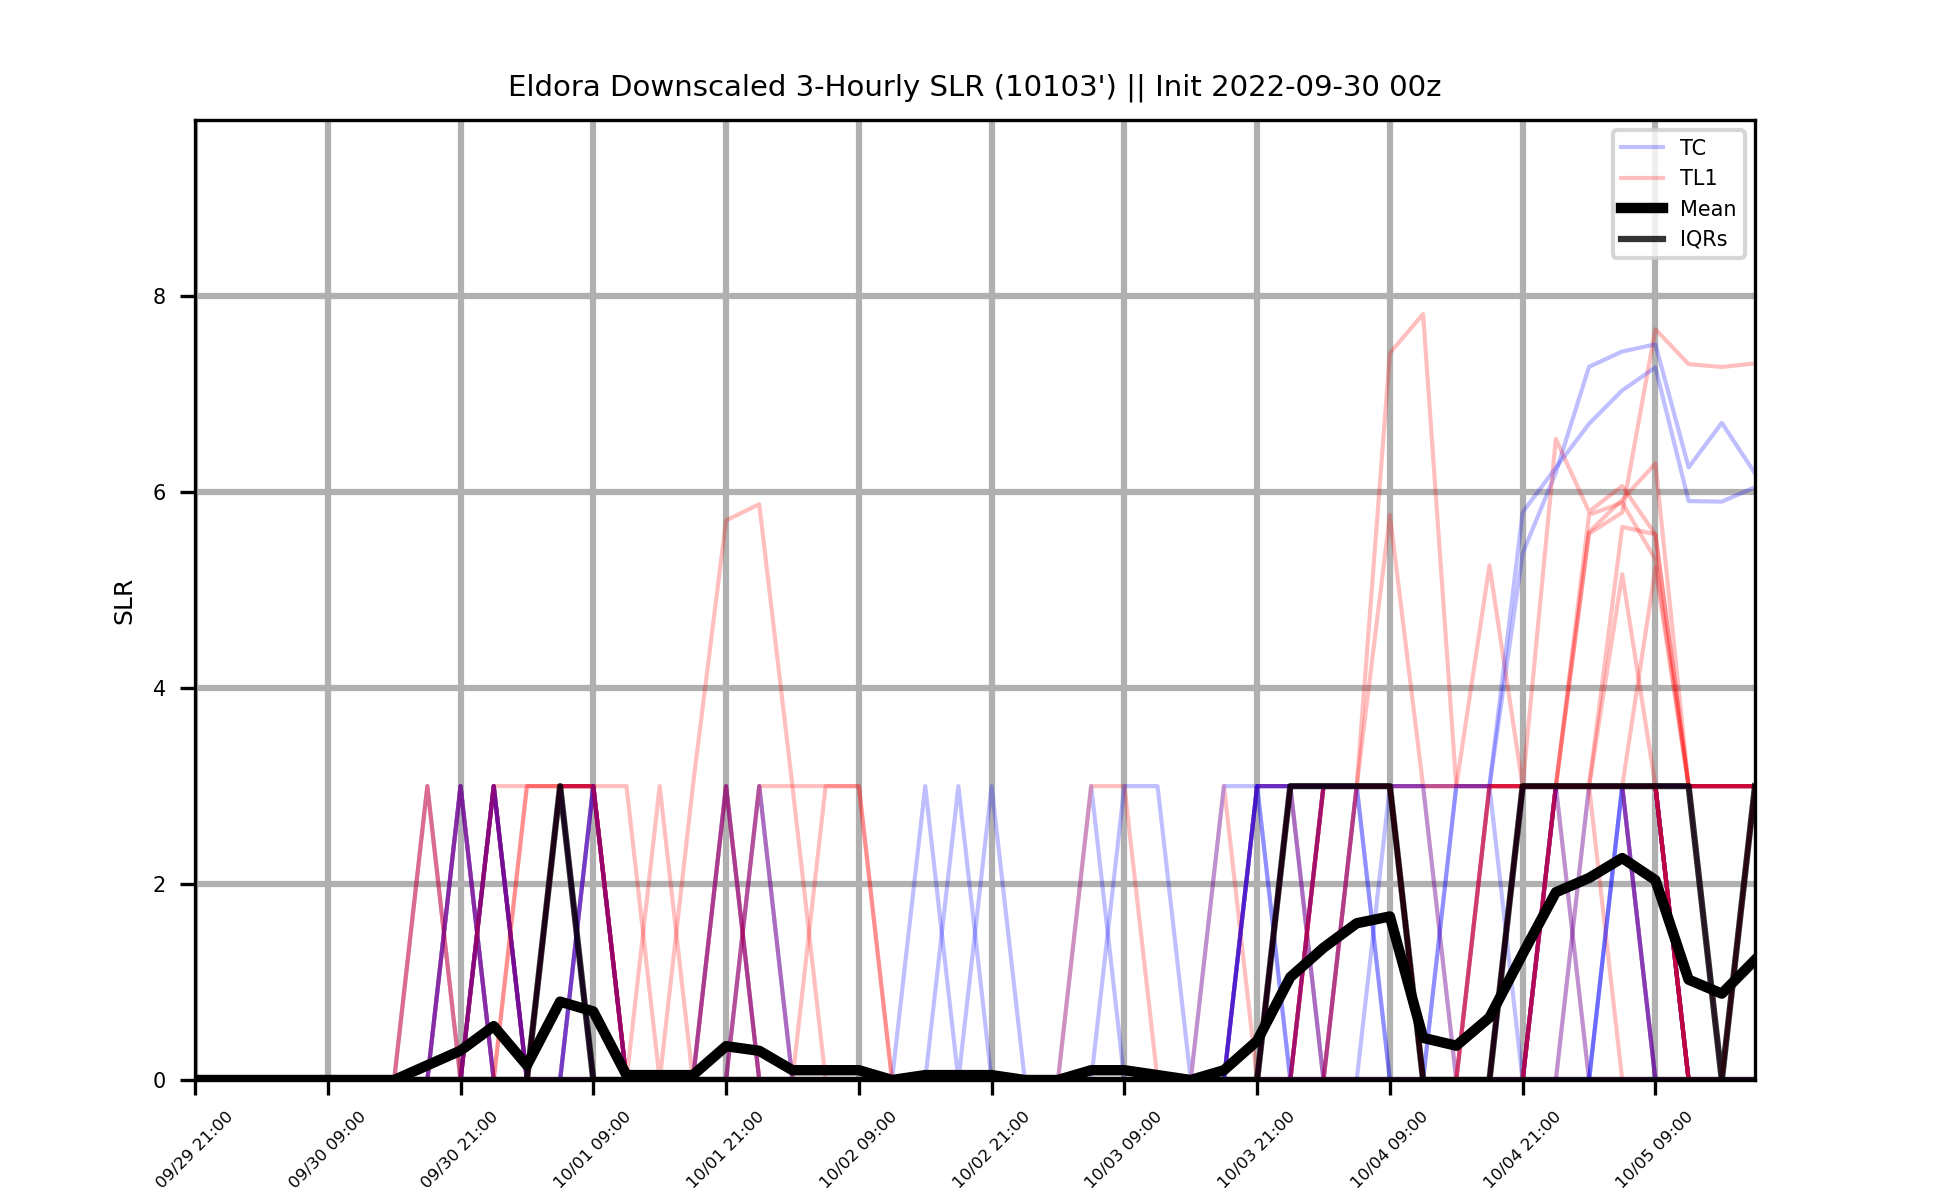 Eldora Downscaled 3-Hourly SLR (10103') || Init 2022-09-30 00z
TC
TL1
Mean
IQRs
SLR
8
6
4
2
0
09/29 21:00
09/30 09:00
09/30 21:00
10/01 09:00
10/01 21:00
10/02 09:00
10/02 21:00
10/03 09:00
10/03 21:00
10/04 09:00
10/04 21:00
10/05 09:00